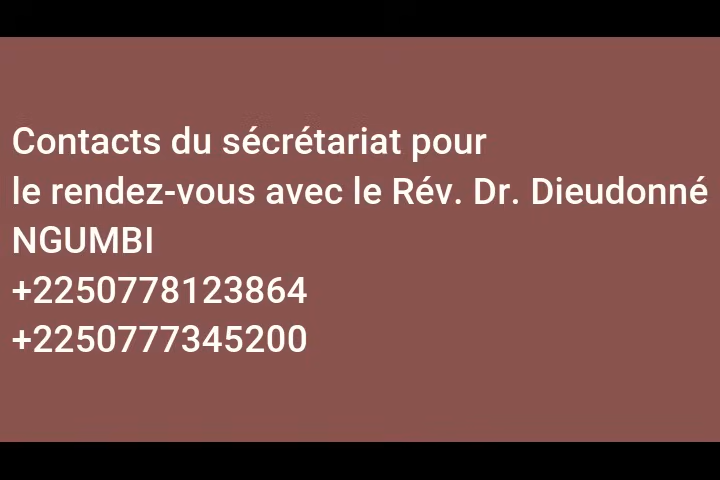 Contacts du sécrétariat pour
le rendez-vous avec le Rév. Dr. Dieudonné
NGUMBI
+2250778123864
+2250777345200